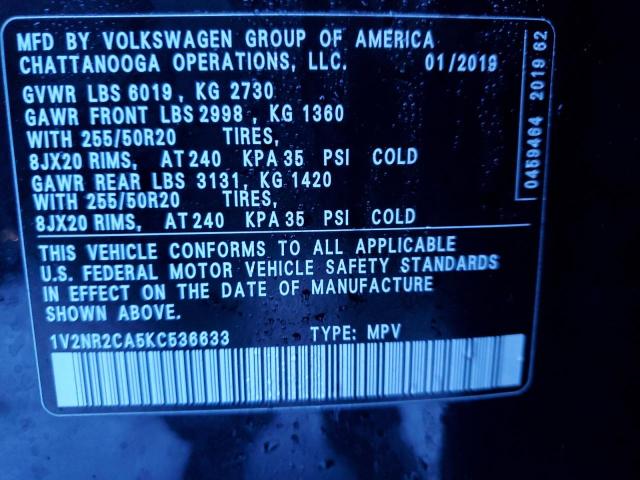 MFD BY VOLKSWAGEN GROUP OF AMERICA
CHATTANOOGA OPERATIONS, LLC. 01/2019
GVWR LBS 6019, KG 2730
GAWR FRONT LBS 2998, KG 1360
WITH 255/50R20 TIRES,
8JX20 RIMS, AT 240 KPA 35 PSI COLD
GAWR REAR LBS 3131, KG 1420
WITH 255/50R20 TIRES,
8JX20 RIMS, AT 240 KPA 35 PSI COLD
THIS VEHICLE CONFORMS TO ALL APPLICABLE
U.S. FEDERAL MOTOR VEHICLE SAFETY STANDARDS
IN EFFECT ON THE DATE OF MANUFACTURE
SHOWN ABOVE.
1V2NR2CA5KC536633 TYPE: MPV
0459464 2019 62